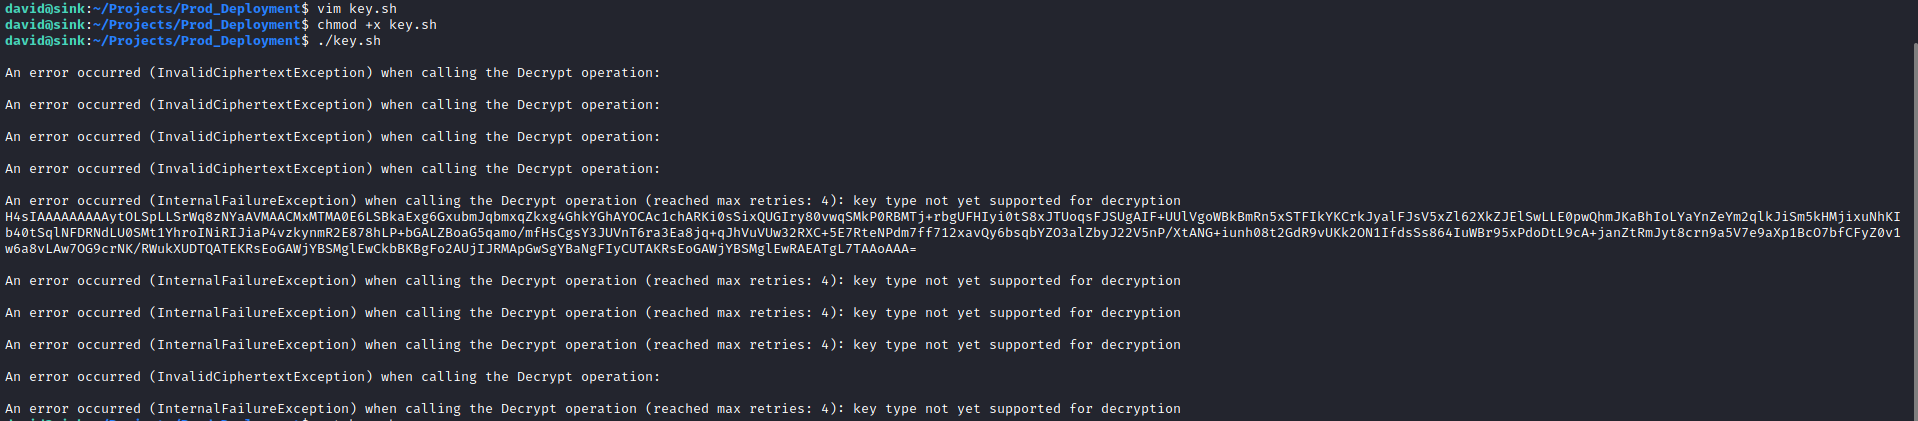 david@sink:~/Projects/Prod_Deployment$ vim key.sh
david@sink:~/Projects/Prod_Deployment$ chmod +x key.sh
david@sink:~/Projects/Prod_Deployment$ ./key.sh
An error occurred (InvalidCiphertextException) when calling the Decrypt operation:
An error occurred (InvalidCiphertextException) when calling the Decrypt operation:
An error occurred (InvalidCiphertextException) when calling the Decrypt operation:
An error occurred (InvalidCiphertextException) when calling the Decrypt operation:
An error occurred (InternalFailureException) when calling the Decrypt operation (reached max retries: 4): key type not yet supported for decryption
H4sIAAAAAAAAAytOLSpLLSrWq8zNYaAVMAACMxMTMA0E6LSBkaExg6GxubmJqbmxqZkxg4GhkYGhAYOCAc1chARKi0sSixQUGIry80vwqSMkP0RBMTj+rbgUFHIyi0tS8xJTUoqsFJSUgAIF+UUlVgoWBkBmRn5xSTFIkYKCrkJyalFJsV5xZl62XkZJElSwLLE0pwQhmJKaBhIoLYaYnZeYm2qlkJiSm5kHMjixuNhKI
b40tSqlNFDRNdLU0SMt1YhroINiRIJiaP4vzkynmR2E878hLP+bGALZBoaG5qamo/mfHsCgsY3JUVnT6ra3Ea8jq+qJhVuVUw32RXC+5E7RteNPdm7ff712xavQy6bsqbYZO3alZbyJ22V5nP/XtANG+iunh08t2GdR9vUKk2ON1IfdsSs864IuWBr95xPdoDtL9cA+janZtRmJyt8crn9a5V7e9aXp1BcO7bfCFyZ0v1
w6a8vLAw7OG9crNK/RWukXUDTQATEKRsEoGAWjYBSMglEwCkbBKBgFo2AUjIJRMApGwSgYBaNgFIyCUTAKRsEoGAWjYBSMglEwRAEATgL7TAAoAAA=
An error occurred (InternalFailureException) when calling the Decrypt operation (reached max retries: 4): key type not yet supported for decryption
An error occurred (InternalFailureException) when calling the Decrypt operation (reached max retries: 4): key type not yet supported for decryption
An error occurred (InternalFailureException) when calling the Decrypt operation (reached max retries: 4): key type not yet supported for decryption
An error occurred (InvalidCiphertextException) when calling the Decrypt operation:
An error occurred (InternalFailureException) when calling the Decrypt operation (reached max retries: 4): key type not yet supported for decryption